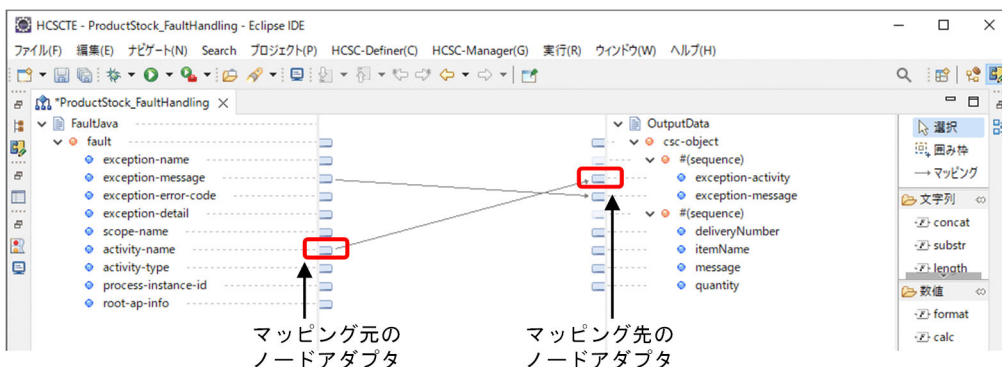 HCSCTE - ProductStock_FaultHandling - Eclipse IDE
ファイル(F) 編集(E) ナビゲート(N) Search プロジェクト(P) HCSC-Definer(C) HCSC-Manager(G) 実行(R) ウィンドウ(W) ヘルプ(H)
*ProductStock_FaultHandling
FaultJava
fault
exception-name
exception-message
exception-error-code
exception-detail
scope-name
activity-name
activity-type
process-instance-id
root-ap-info
OutputData
csc-object
#(sequence)
exception-activity
exception-message
#(sequence)
deliveryNumber
itemName
message
quantity
選択
囲み枠
マッピング
文字列
concat
substr
length
数値
format
calc
マッピング元の
ノードアダプタ
マッピング先の
ノードアダプタ